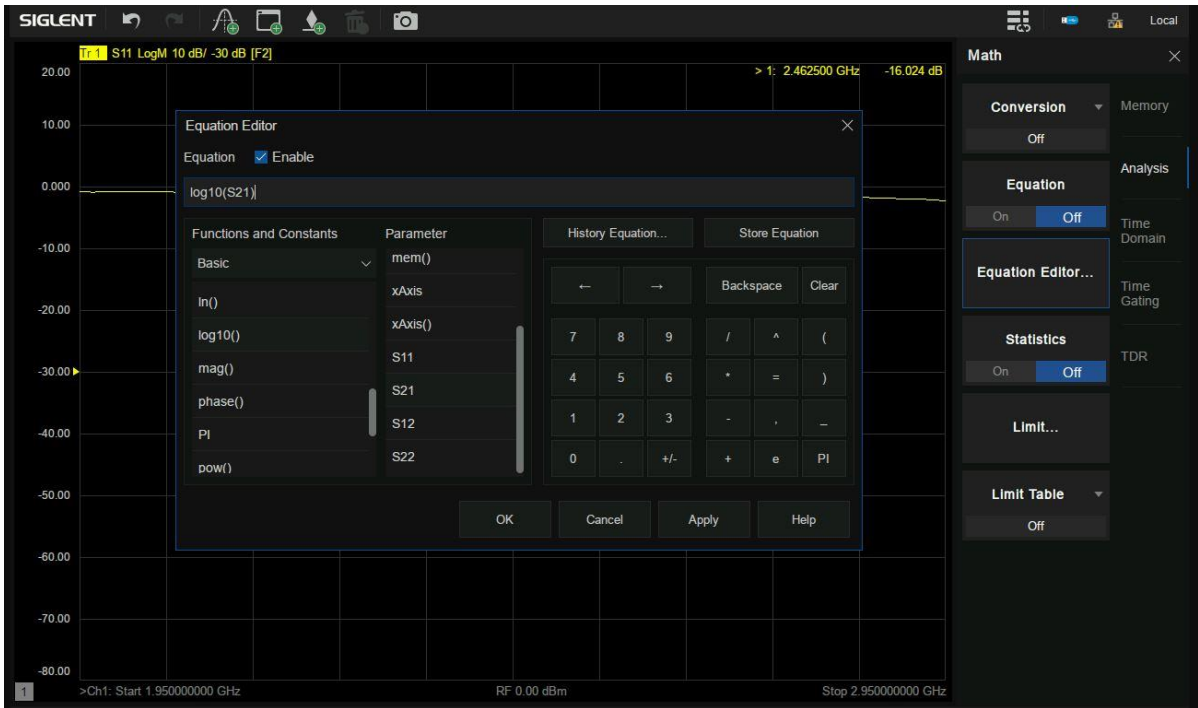 SIGLENT
Local
Tr 1 S11 LogM 10 dB/ -30 dB [F2]
> 1: 2.462500 GHz -16.024 dB
20.00
10.00
0.000
-10.00
-20.00
-30.00
-40.00
-50.00
-60.00
-70.00
-80.00
Equation Editor
Equation Enable
log10(S21)
Functions and Constants
Basic
ln()
log10()
mag()
phase()
PI
pow()
Parameter
mem()
xAxis
xAxis()
S11
S21
S12
S22
History Equation... Store Equation
← → Backspace Clear
7 8 9 / ^ (
4 5 6 * = )
1 2 3 - , _
0 . +/- + e PI
OK Cancel Apply Help
1 >Ch1: Start 1.950000000 GHz RF 0.00 dBm Stop 2.950000000 GHz
Math
Conversion
Off
Equation
On Off
Equation Editor...
Statistics
On Off
Limit...
Limit Table
Off
Memory
Analysis
Time
Domain
Time
Gating
TDR